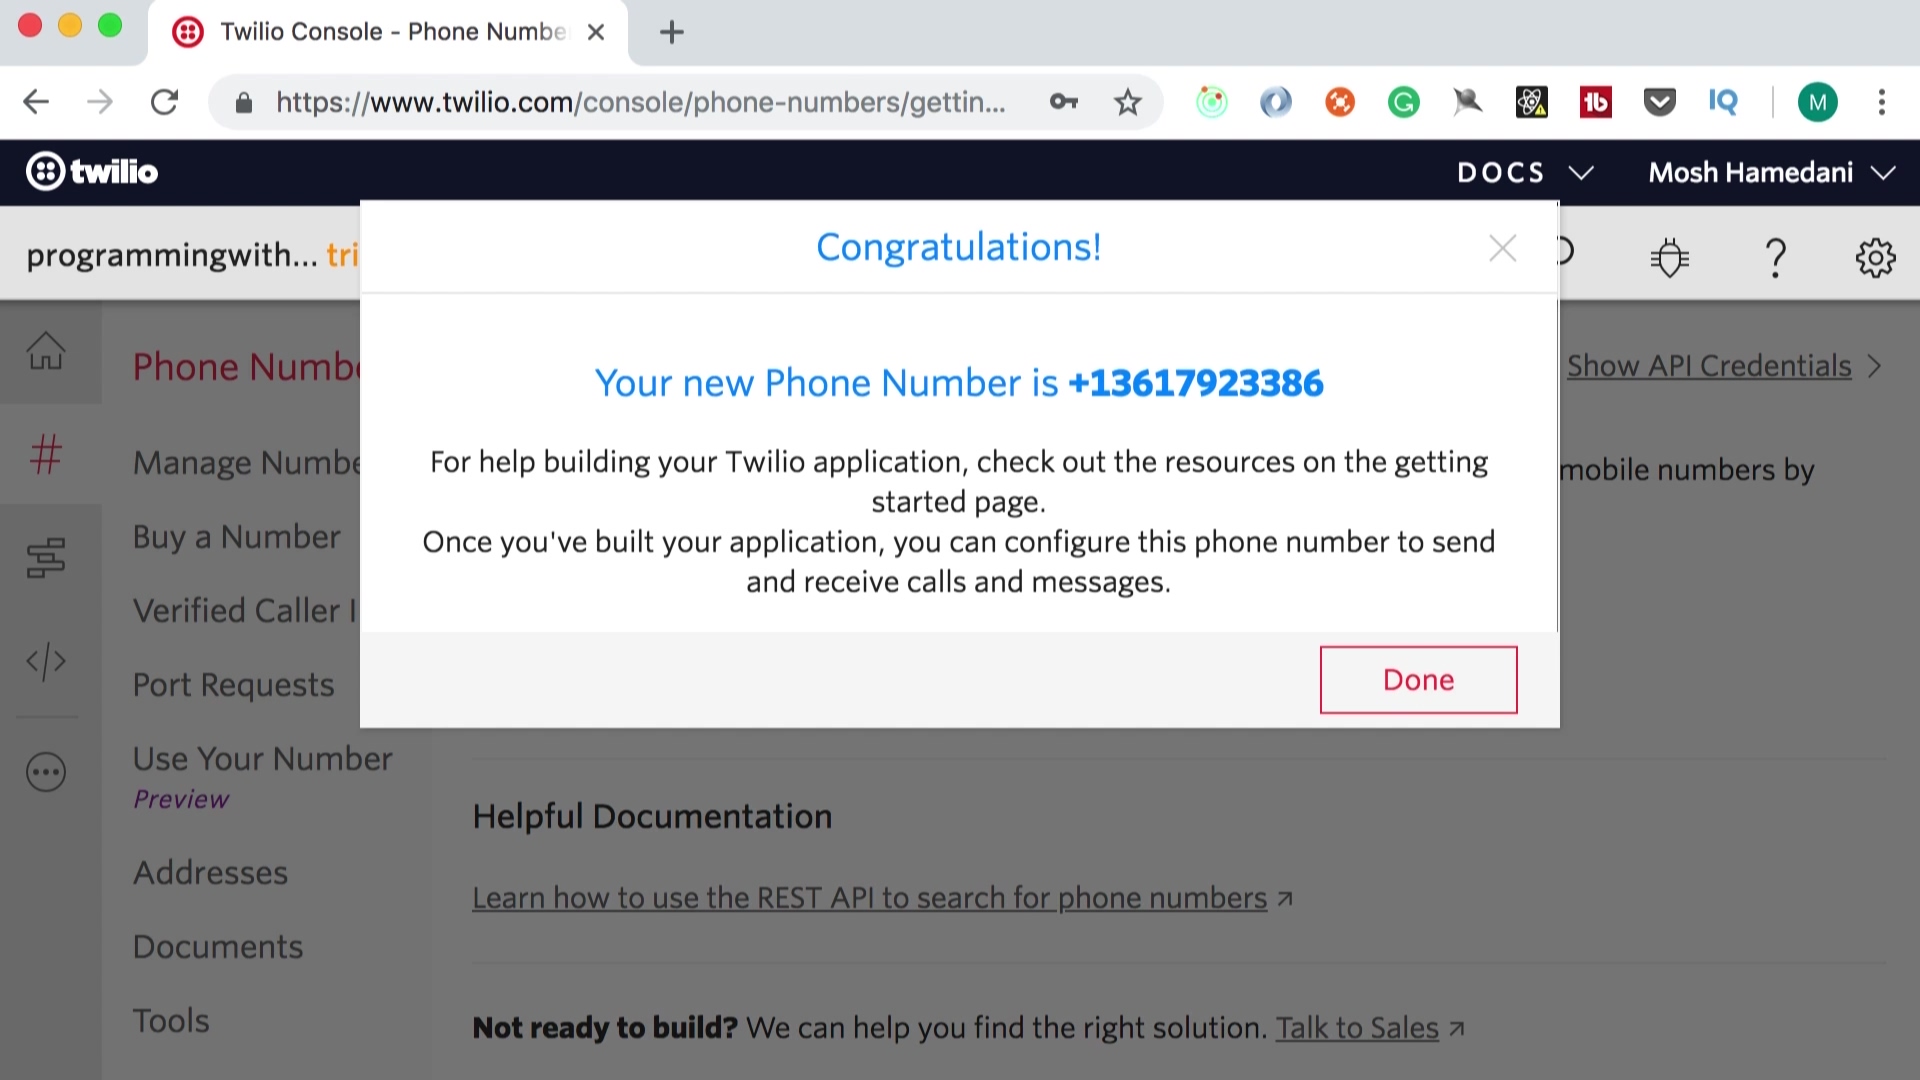 Twilio Console - Phone Numbe
https://www.twilio.com/console/phone-numbers/gettin...
IQ
M
twilio
DOCS
Mosh Hamedani
programmingwith... tri
Congratulations!
Your new Phone Number is +13617923386
For help building your Twilio application, check out the resources on the getting
started page.
Once you've built your application, you can configure this phone number to send
and receive calls and messages.
Done
Phone Numbe
Show API Credentials
Manage Numbe
mobile numbers by
Buy a Number
Verified Caller I
Port Requests
Use Your Number
Preview
Addresses
Documents
Tools
Helpful Documentation
Learn how to use the REST API to search for phone numbers
Not ready to build? We can help you find the right solution. Talk to Sales